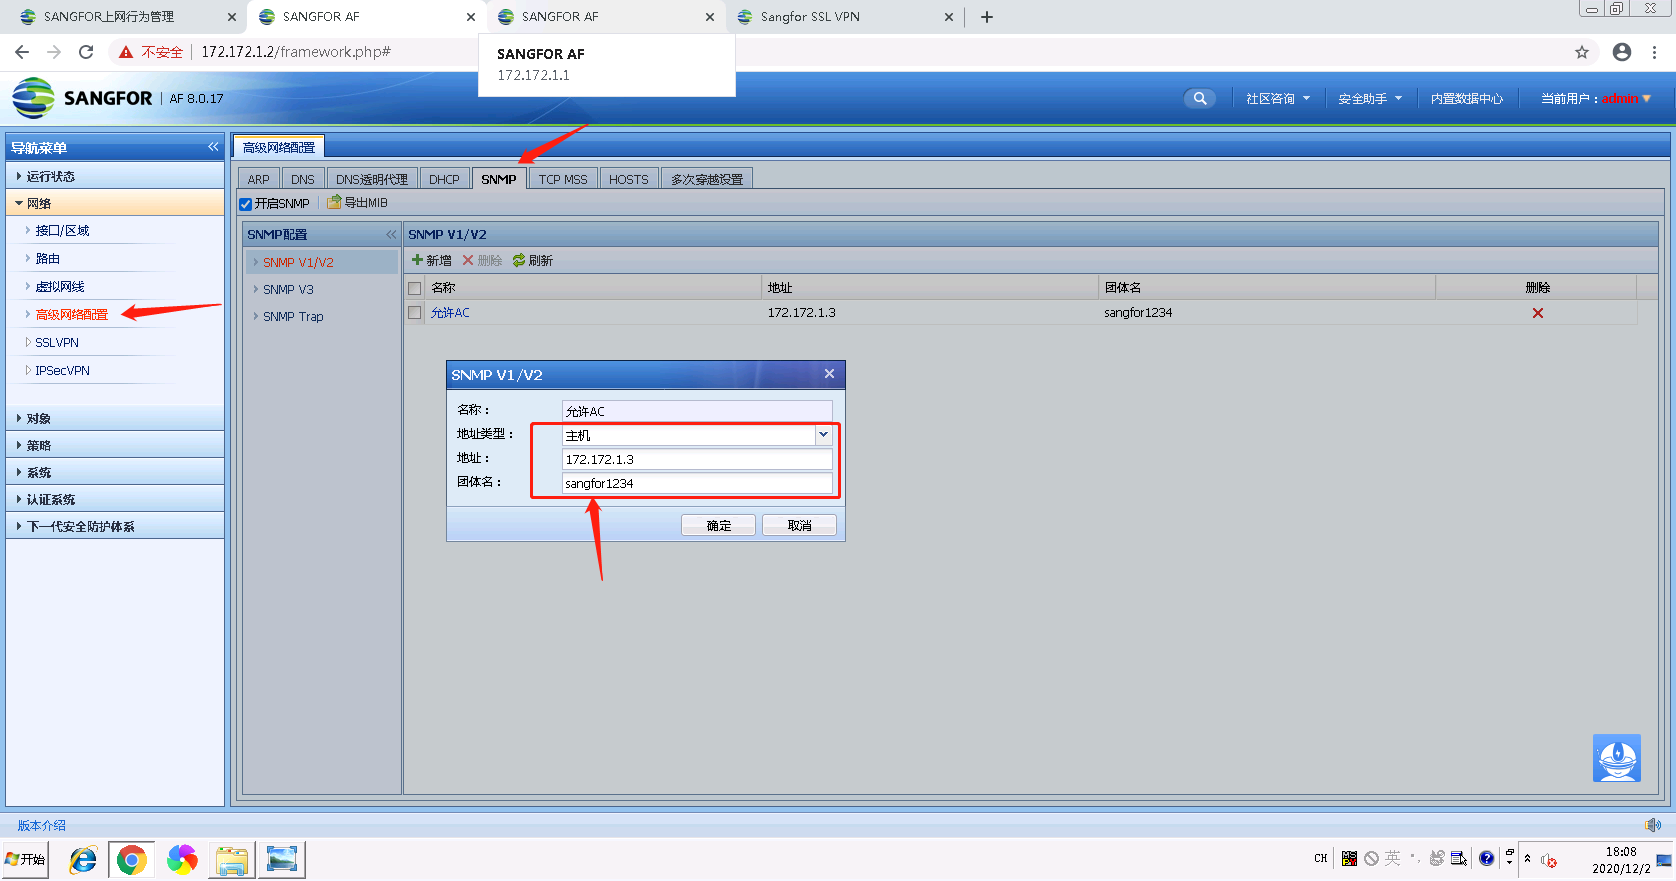 SANGFOR上网行为管理
SANGFOR AF
SANGFOR AF
Sangfor SSL VPN
不安全
172.172.1.2/framework.php#
SANGFOR AF
172.172.1.1
SANGFOR
AF 8.0.17
社区咨询
安全助手
内置数据中心
当前用户：admin
导航菜单
运行状态
网络
接口/区域
路由
虚拟网线
高级网络配置
SSLVPN
IPSecVPN
对象
策略
系统
认证系统
下一代安全防护体系
高级网络配置
ARP
DNS
DNS透明代理
DHCP
SNMP
TCP MSS
HOSTS
多次穿越设置
开启SNMP
导出MIB
SNMP配置
SNMP V1/V2
SNMP V3
SNMP Trap
SNMP V1/V2
新增
删除
刷新
名称
地址
团体名
删除
允许AC
172.172.1.3
sangfor1234
SNMP V1/V2
名称：
允许AC
地址类型：
主机
地址：
172.172.1.3
团体名：
sangfor1234
确定
取消
版本介绍
开始
CH
英
18:08
2020/12/2